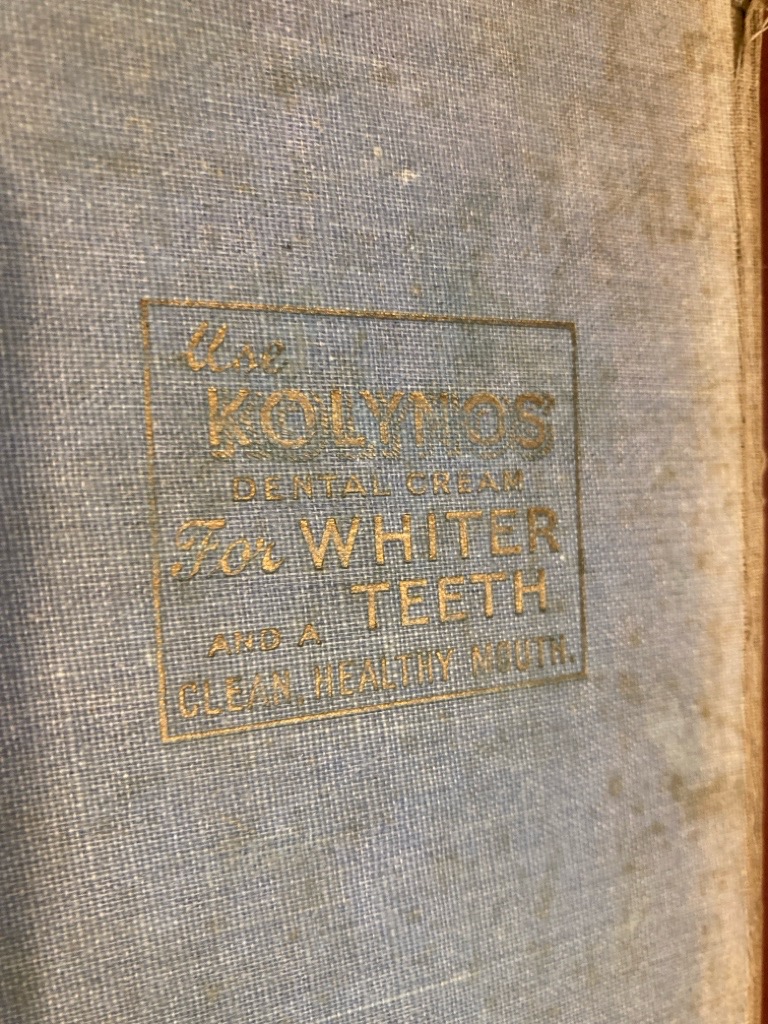 Use
KOLYNOS
DENTAL CREAM
For WHITER
TEETH
AND A
CLEAN, HEALTHY MOUTH.